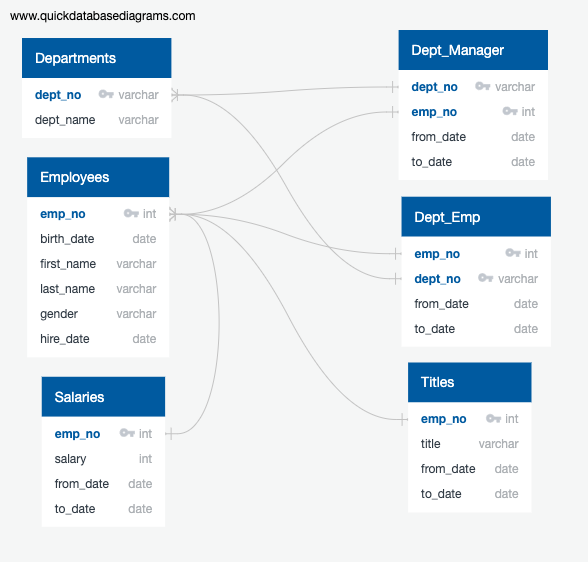 www.quickdatabasediagrams.com
Departments
dept_no varchar
dept_name varchar
Employees
emp_no int
birth_date date
first_name varchar
last_name varchar
gender varchar
hire_date date
Salaries
emp_no int
salary int
from_date date
to_date date
Dept_Manager
dept_no varchar
emp_no int
from_date date
to_date date
Dept_Emp
emp_no int
dept_no varchar
from_date date
to_date date
Titles
emp_no int
title varchar
from_date date
to_date date